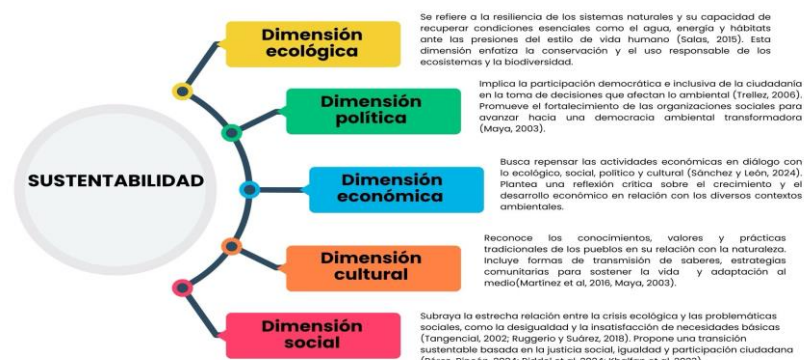 SUSTENTABILIDAD
Dimensión
ecológica
Se refiere a la resiliencia de los sistemas naturales y su capacidad de
recuperar condiciones esenciales como el agua, energía y hábitats
ante las presiones del estilo de vida humano (Salas, 2015). Esta
dimensión enfatiza la conservación y el uso responsable de los
ecosistemas y la biodiversidad.
Dimensión
política
Implica la participación democrática e inclusiva de la ciudadanía
en la toma de decisiones que afectan lo ambiental (Trellez, 2006).
Promueve el fortalecimiento de las organizaciones sociales para
avanzar hacia una democracia ambiental transformadora
(Maya, 2003).
Dimensión
económica
Busca repensar las actividades económicas en diálogo con
lo ecológico, social, político y cultural (Sánchez y León, 2024).
Plantea una reflexión crítica sobre el crecimiento y el
desarrollo económico en relación con los diversos contextos
ambientales.
Dimensión
cultural
Reconoce los conocimientos, valores y prácticas
tradicionales de los pueblos en su relación con la naturaleza.
Incluye formas de transmisión de saberes, estrategias
comunitarias para sostener la vida y adaptación al
medio(Martínez et al, 2016, Maya, 2003).
Dimensión
social
Subraya la estrecha relación entre la crisis ecológica y las problemáticas
sociales, como la desigualdad y la insatisfacción de necesidades básicas
(Tangencial, 2002; Ruggerio y Suárez, 2018). Propone una transición
sustentable basada en la justicia social, igualdad y participación ciudadana